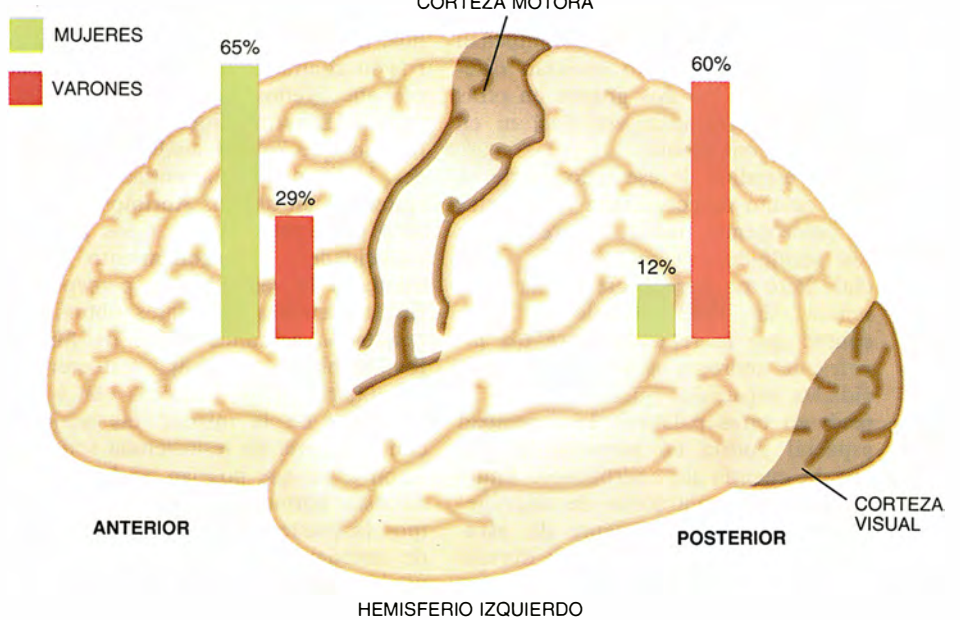 CORTEZA MOTORA
MUJERES
VARONES
65%
29%
60%
12%
ANTERIOR
POSTERIOR
CORTEZA
VISUAL
HEMISFERIO IZQUIERDO